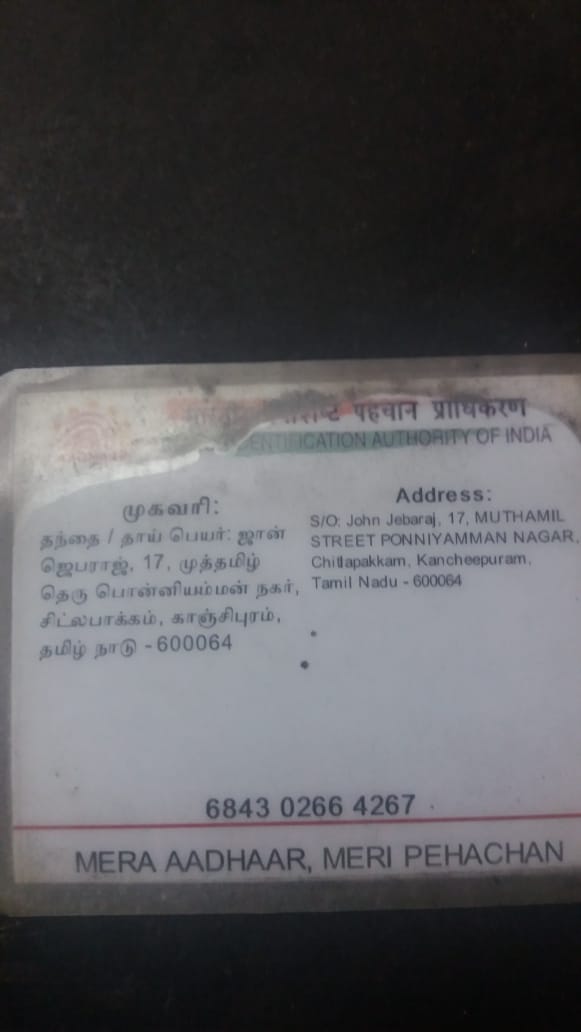 पहचान प्राधिकरण
IDENTIFICATION AUTHORITY OF INDIA
முகவரி:
தந்தை / தாய் பெயர்: ஜான்
ஜெபராஜ், 17, முத்தமிழ்
தெரு பொன்னியம்மன் நகர்,
சிட்லபாக்கம், காஞ்சிபுரம்,
தமிழ் நாடு - 600064
Address:
S/O: John Jebaraj, 17, MUTHAMIL
STREET PONNIYAMMAN NAGAR,
Chitlapakkam, Kancheepuram,
Tamil Nadu - 600064
6843 0266 4267
MERA AADHAAR, MERI PEHACHAN